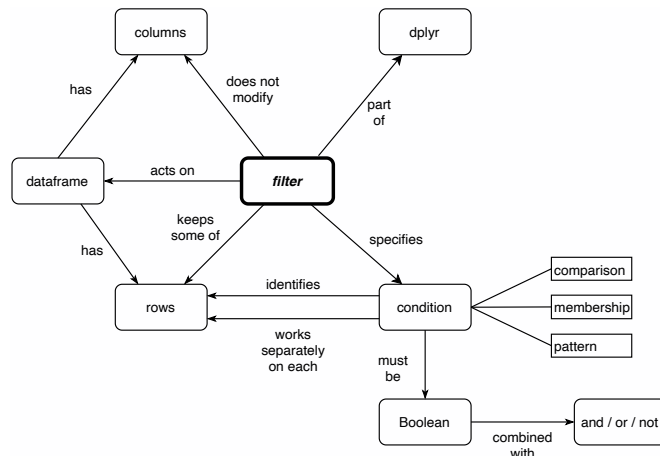 columns
dplyr
has
does not
modify
part
of
dataframe
acts on
filter
has
keeps
some of
specifies
rows
identifies
condition
comparison
membership
pattern
works
separately
on each
must
be
Boolean
combined
with
and / or / not